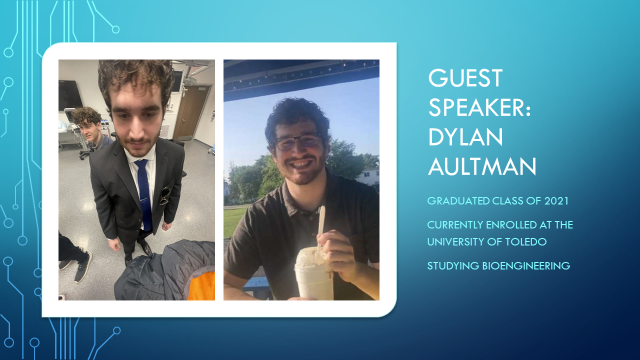 GUEST
SPEAKER:
DYLAN
AULTMAN
GRADUATED CLASS OF 2021
CURRENTLY ENROLLED AT THE
UNIVERSITY OF TOLEDO
STUDYING BIOENGINEERING